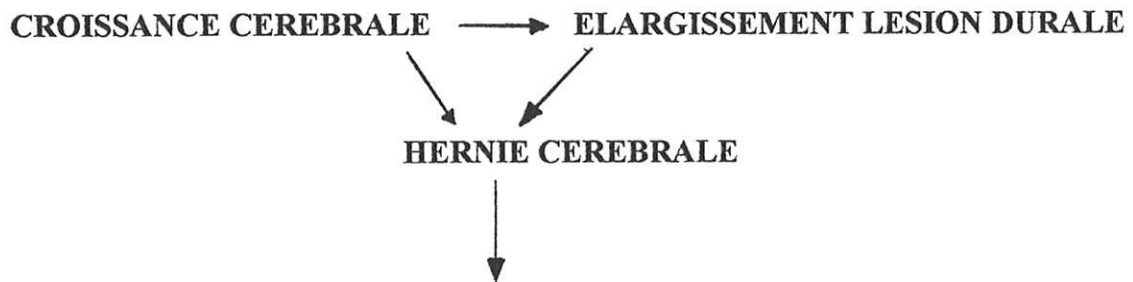 CROISSANCE CEREBRALE ELARGISSEMENT LESION DURALE
HERNIE CEREBRALE